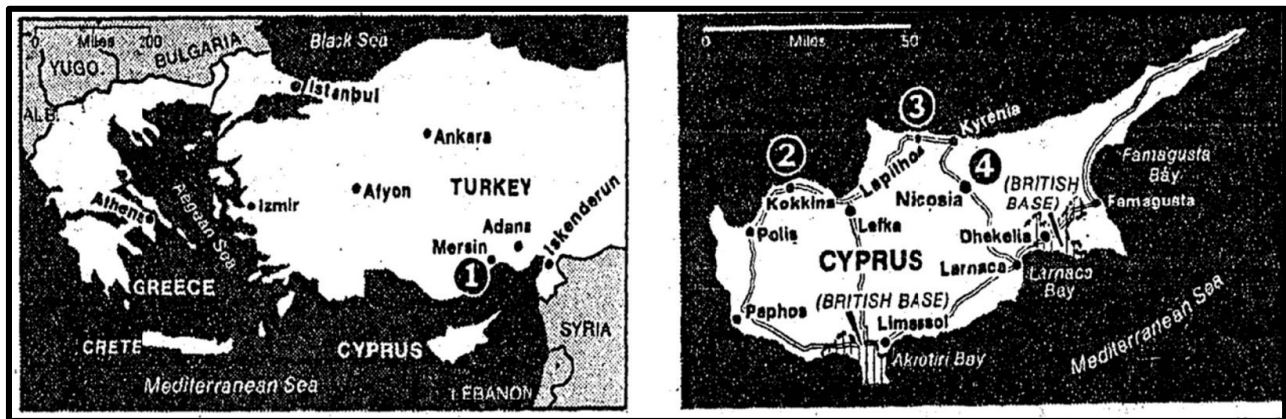 0 Miles 200
YUGO.
BULGARIA
Black Sea
ALB.
Istanbul
Ankara
Afyon
TURKEY
Athens
Aegean Sea
Izmir
Adana
Iskenderun
Mersin
1
GREECE
SYRIA
CRETE
CYPRUS
Mediterranean Sea
LEBANON
0 Miles 50
3
Kyrenia
2
Lapithos
4
Famagusta
Bay
Kokkina
Nicosia
(BRITISH
BASE)
Famagusta
Polis
Lefka
Dhekelia
CYPRUS
Larnaca
Larnaca
Bay
Paphos
(BRITISH BASE)
Limassol
Akrotiri Bay
Mediterranean Sea